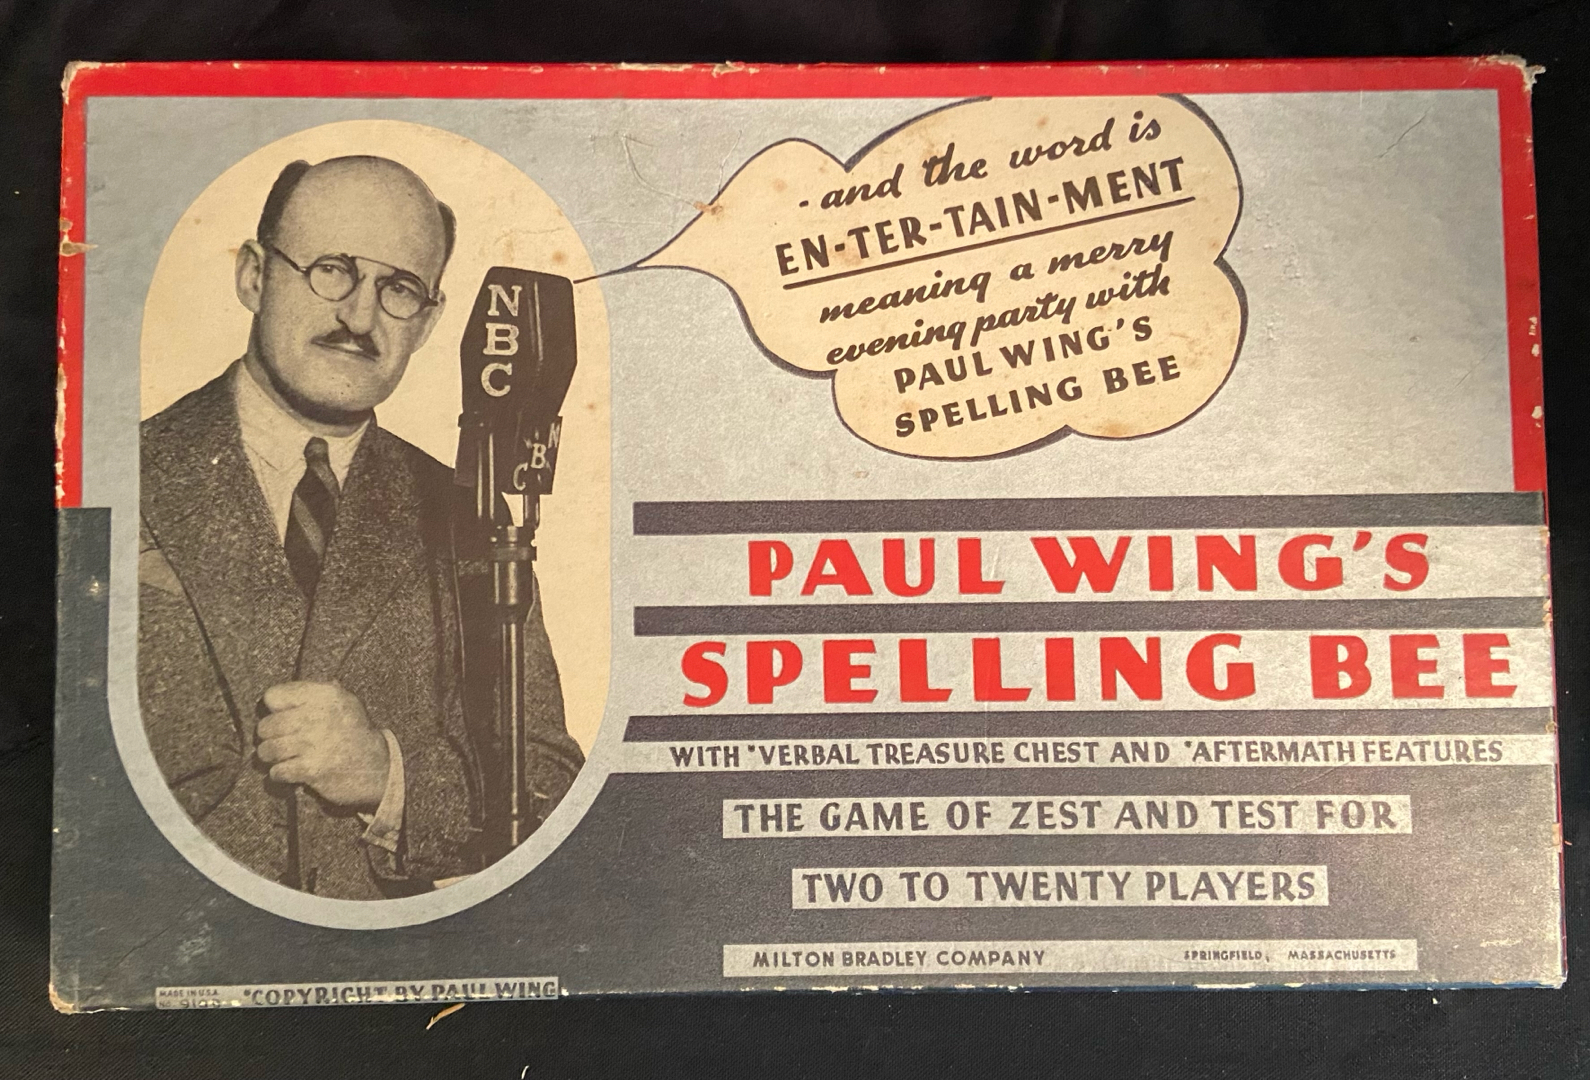 - and the word is
EN-TER-TAIN-MENT
meaning a merry
evening party with
PAUL WING'S
SPELLING BEE
NBC
NBC
PAUL WING'S
SPELLING BEE
WITH *VERBAL TREASURE CHEST AND *AFTERMATH FEATURES
THE GAME OF ZEST AND TEST FOR
TWO TO TWENTY PLAYERS
MILTON BRADLEY COMPANY SPRINGFIELD, MASSACHUSETTS
MADE IN U.S.A.
*COPYRIGHT BY PAUL WING